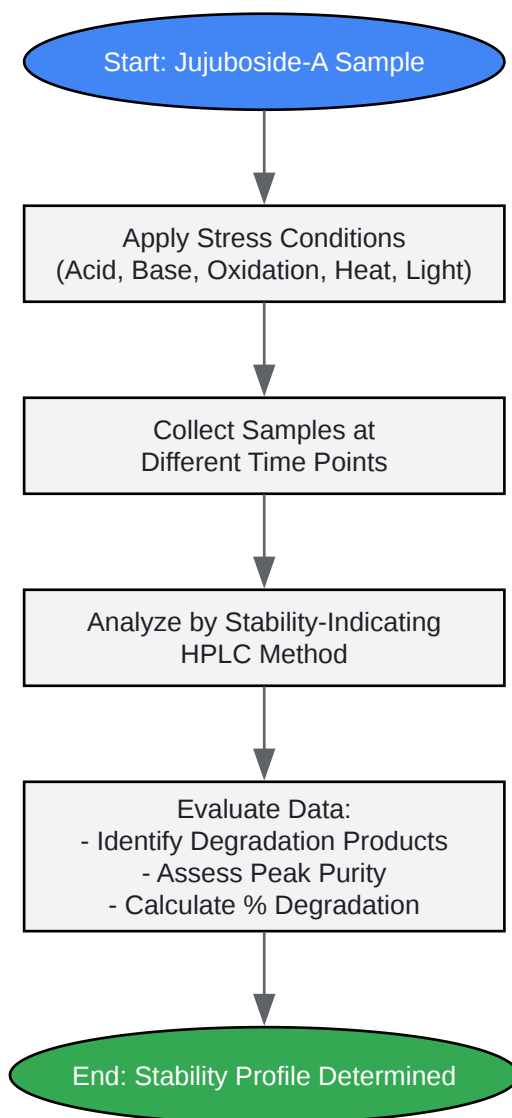 Start: Jujuboside-A Sample
Apply Stress Conditions
(Acid, Base, Oxidation, Heat, Light)
Collect Samples at
Different Time Points
Analyze by Stability-Indicating
HPLC Method
Evaluate Data:
- Identify Degradation Products
- Assess Peak Purity
- Calculate % Degradation
End: Stability Profile Determined